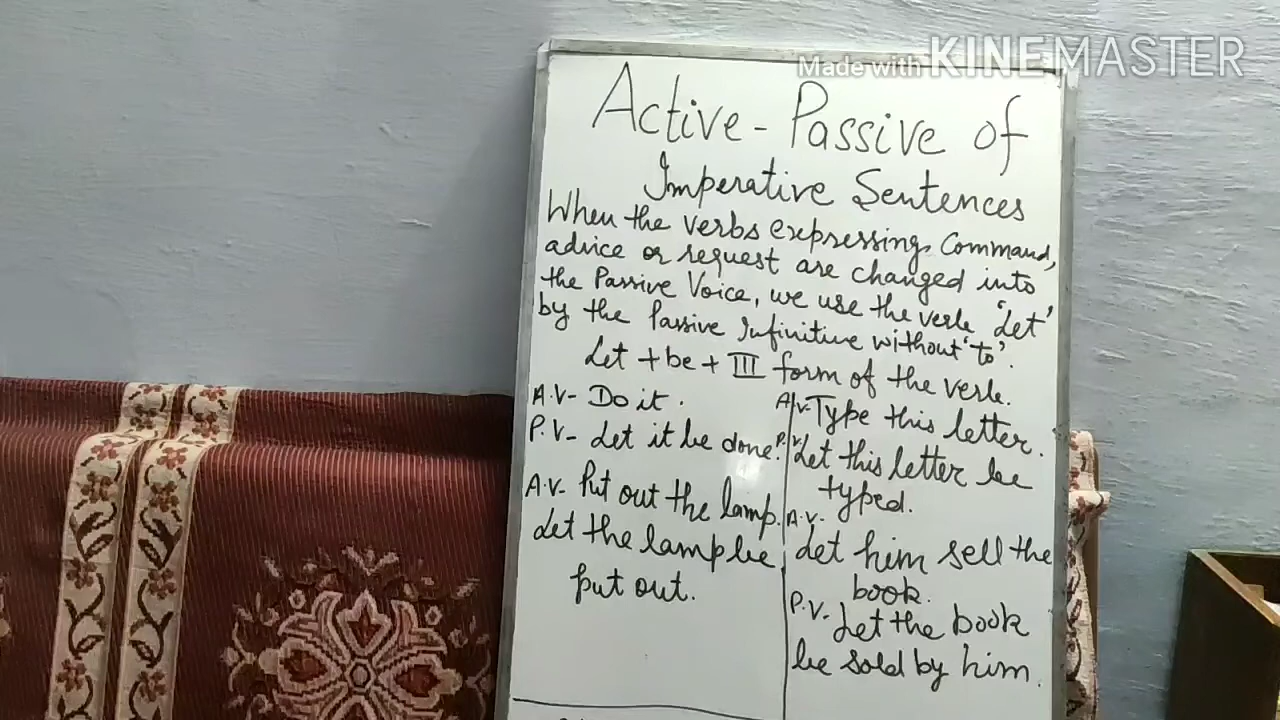 Made with KINEMASTER
Active - Passive of
Imperative Sentences
When the verbs expressing Command,
advice or request are changed into
the Passive Voice, we use the verb 'Let'
by the Passive Infinitive without 'to'.
Let + be + III form of the verb.
A.V- Do it.
P.V- Let it be done.
A.V- Put out the lamp.
Let the lamp be
put out.
A.V. Type this letter.
P.V. Let this letter be
typed.
A.V.
Let him sell the
book.
P.V. Let the book
be sold by him.